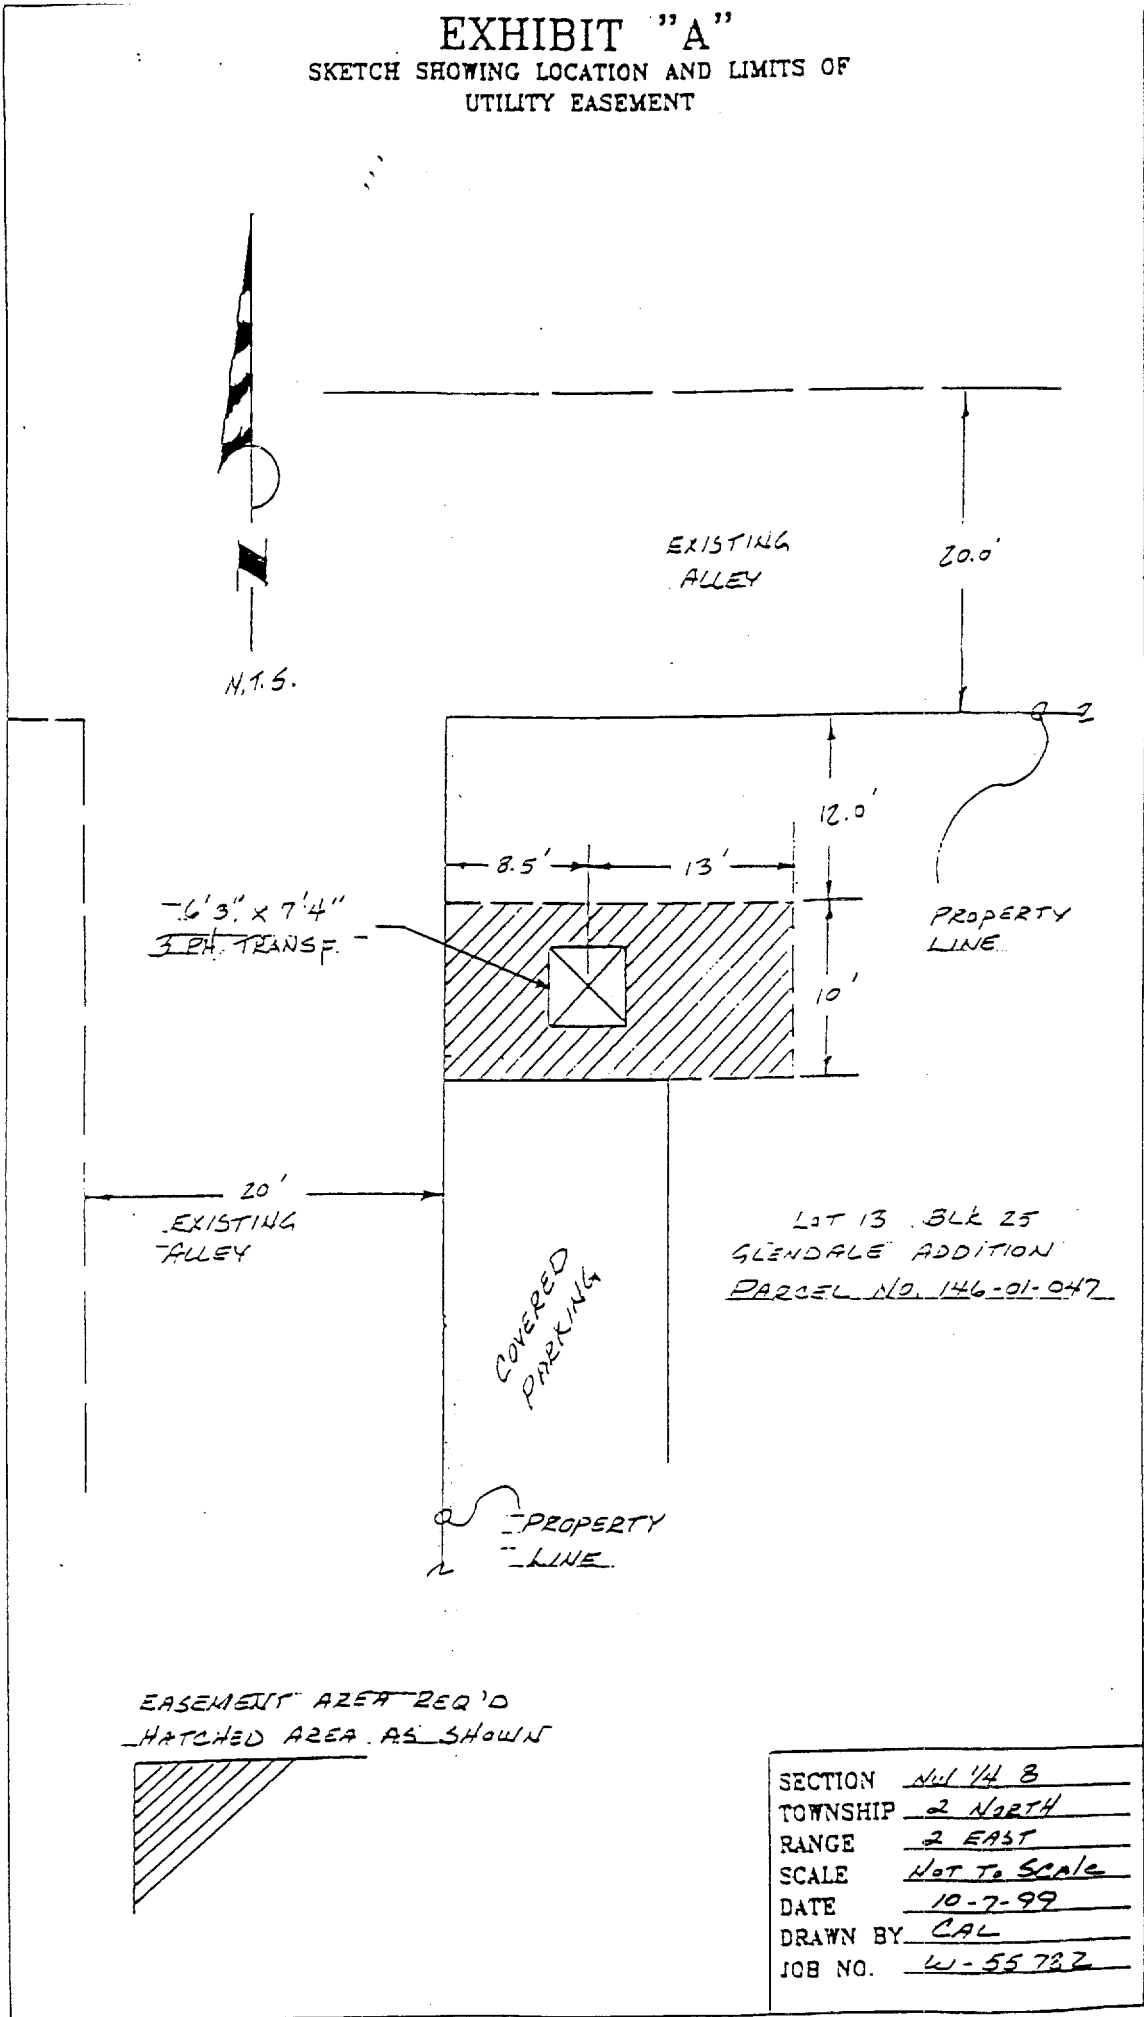 EXHIBIT "A"
SKETCH SHOWING LOCATION AND LIMITS OF
UTILITY EASEMENT
EXISTING
ALLEY
20.0'
N.T.S.
12.0'
8.5'
13'
6'3" x 7'4"
3 PH. TRANSF.
PROPERTY
LINE
10'
20'
EXISTING
ALLEY
LOT 13 BLK 25
GLENDALE ADDITION
PARCEL NO. 146-01-047
COVERED
PARKING
PROPERTY
LINE
EASEMENT AREA REQ'D
HATCHED AREA AS SHOWN
SECTION NW 1/4 8
TOWNSHIP 2 NORTH
RANGE 2 EAST
SCALE NOT TO SCALE
DATE 10-7-99
DRAWN BY CAL
JOB NO.